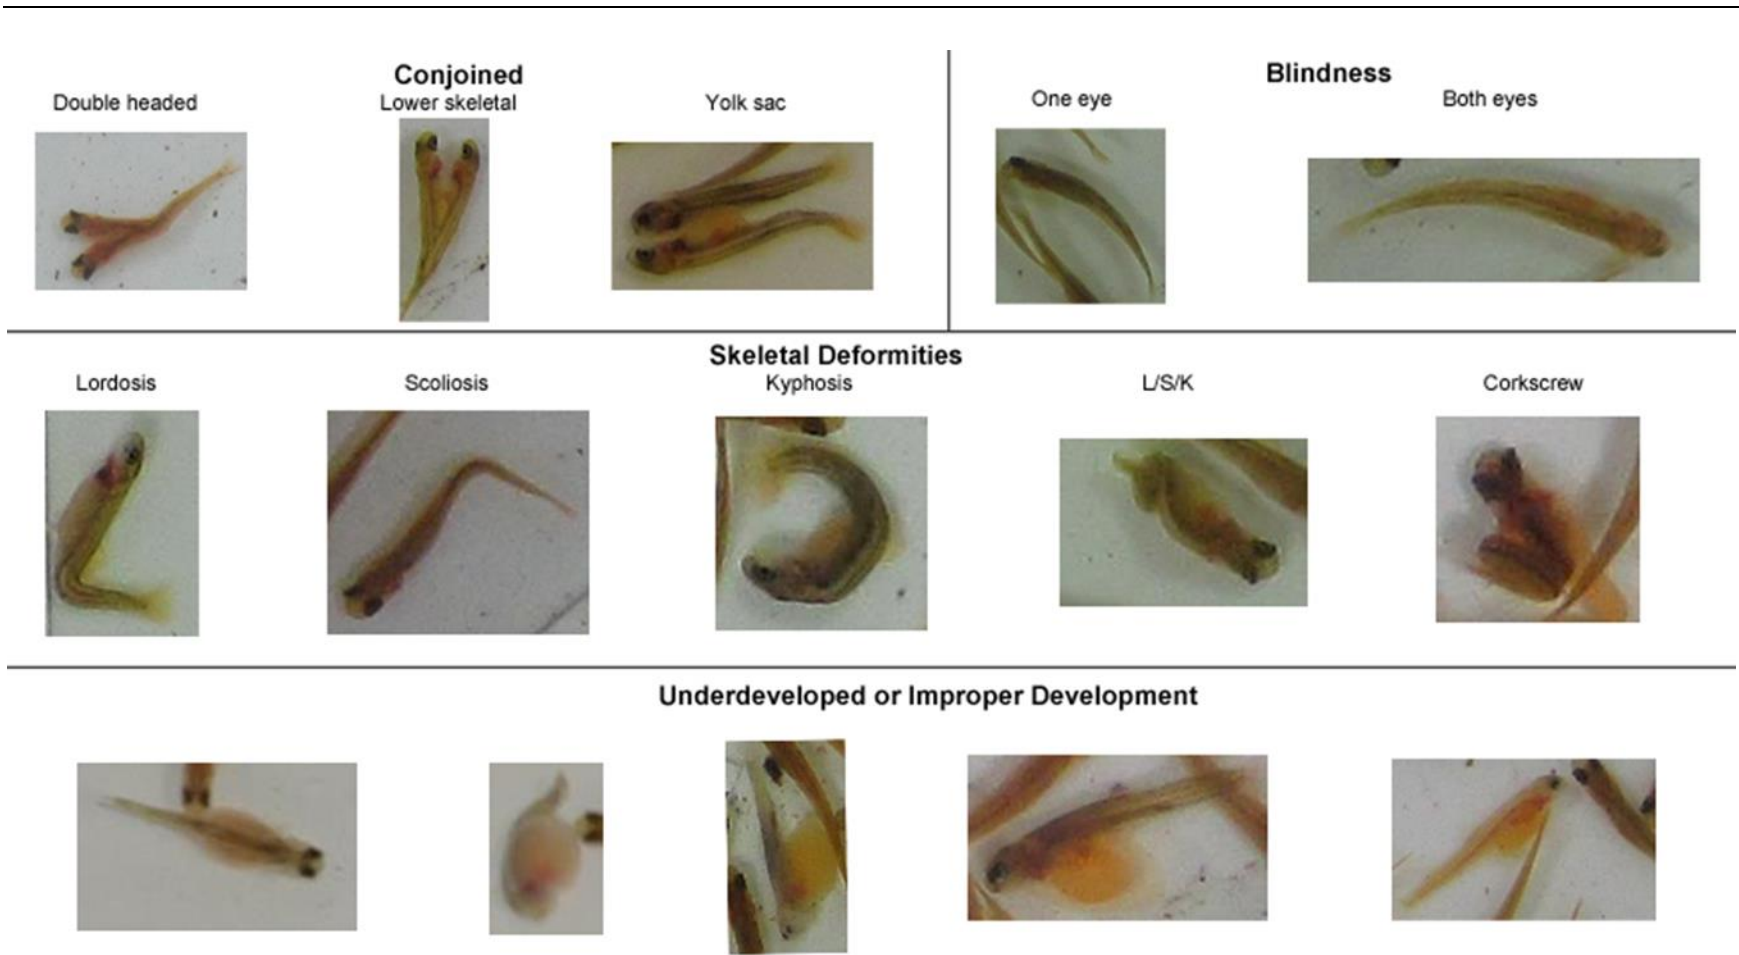 Conjoined
Double headed
Lower skeletal
Yolk sac
Blindness
One eye
Both eyes
Skeletal Deformities
Lordosis
Scoliosis
Kyphosis
L/S/K
Corkscrew
Underdeveloped or Improper Development